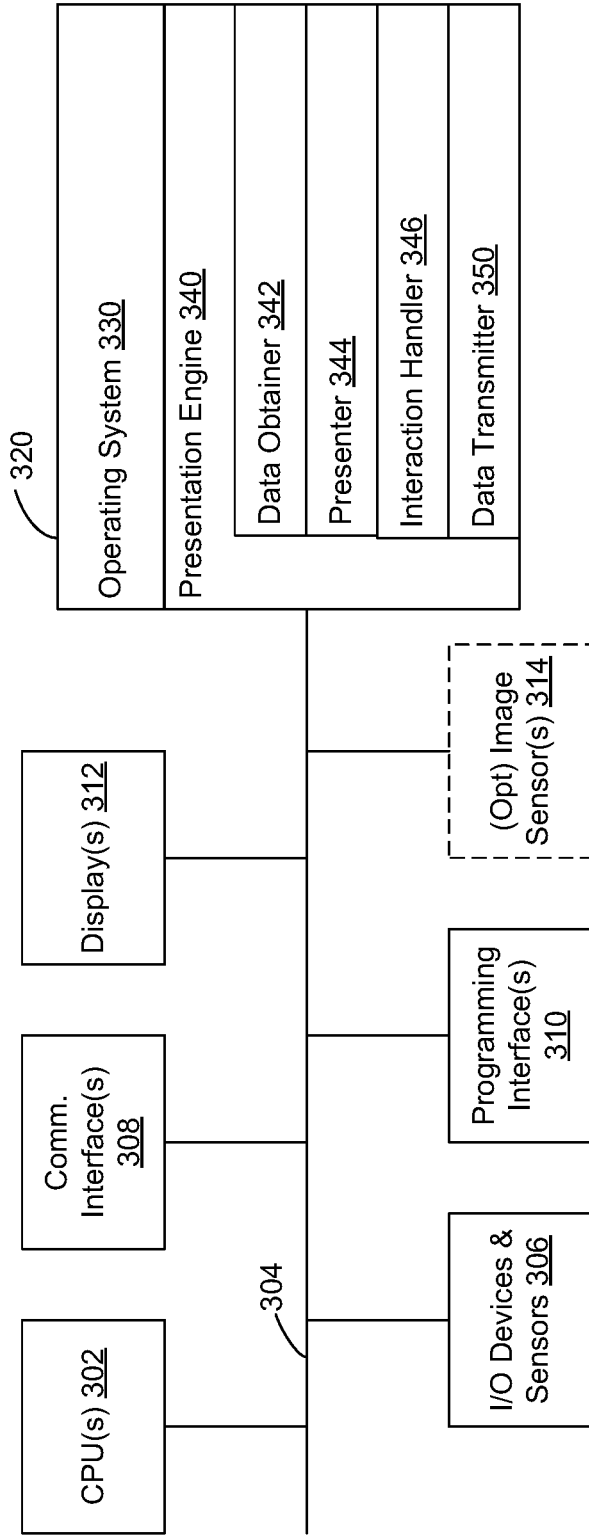 CPU(s) 302
Comm.
Interface(s)
308
Display(s) 312
320
Operating System 330
Presentation Engine 340
Data Obtainer 342
Presenter 344
Interaction Handler 346
Data Transmitter 350
304
I/O Devices &
Sensors 306
Programming
Interface(s)
310
(Opt) Image
Sensor(s) 314